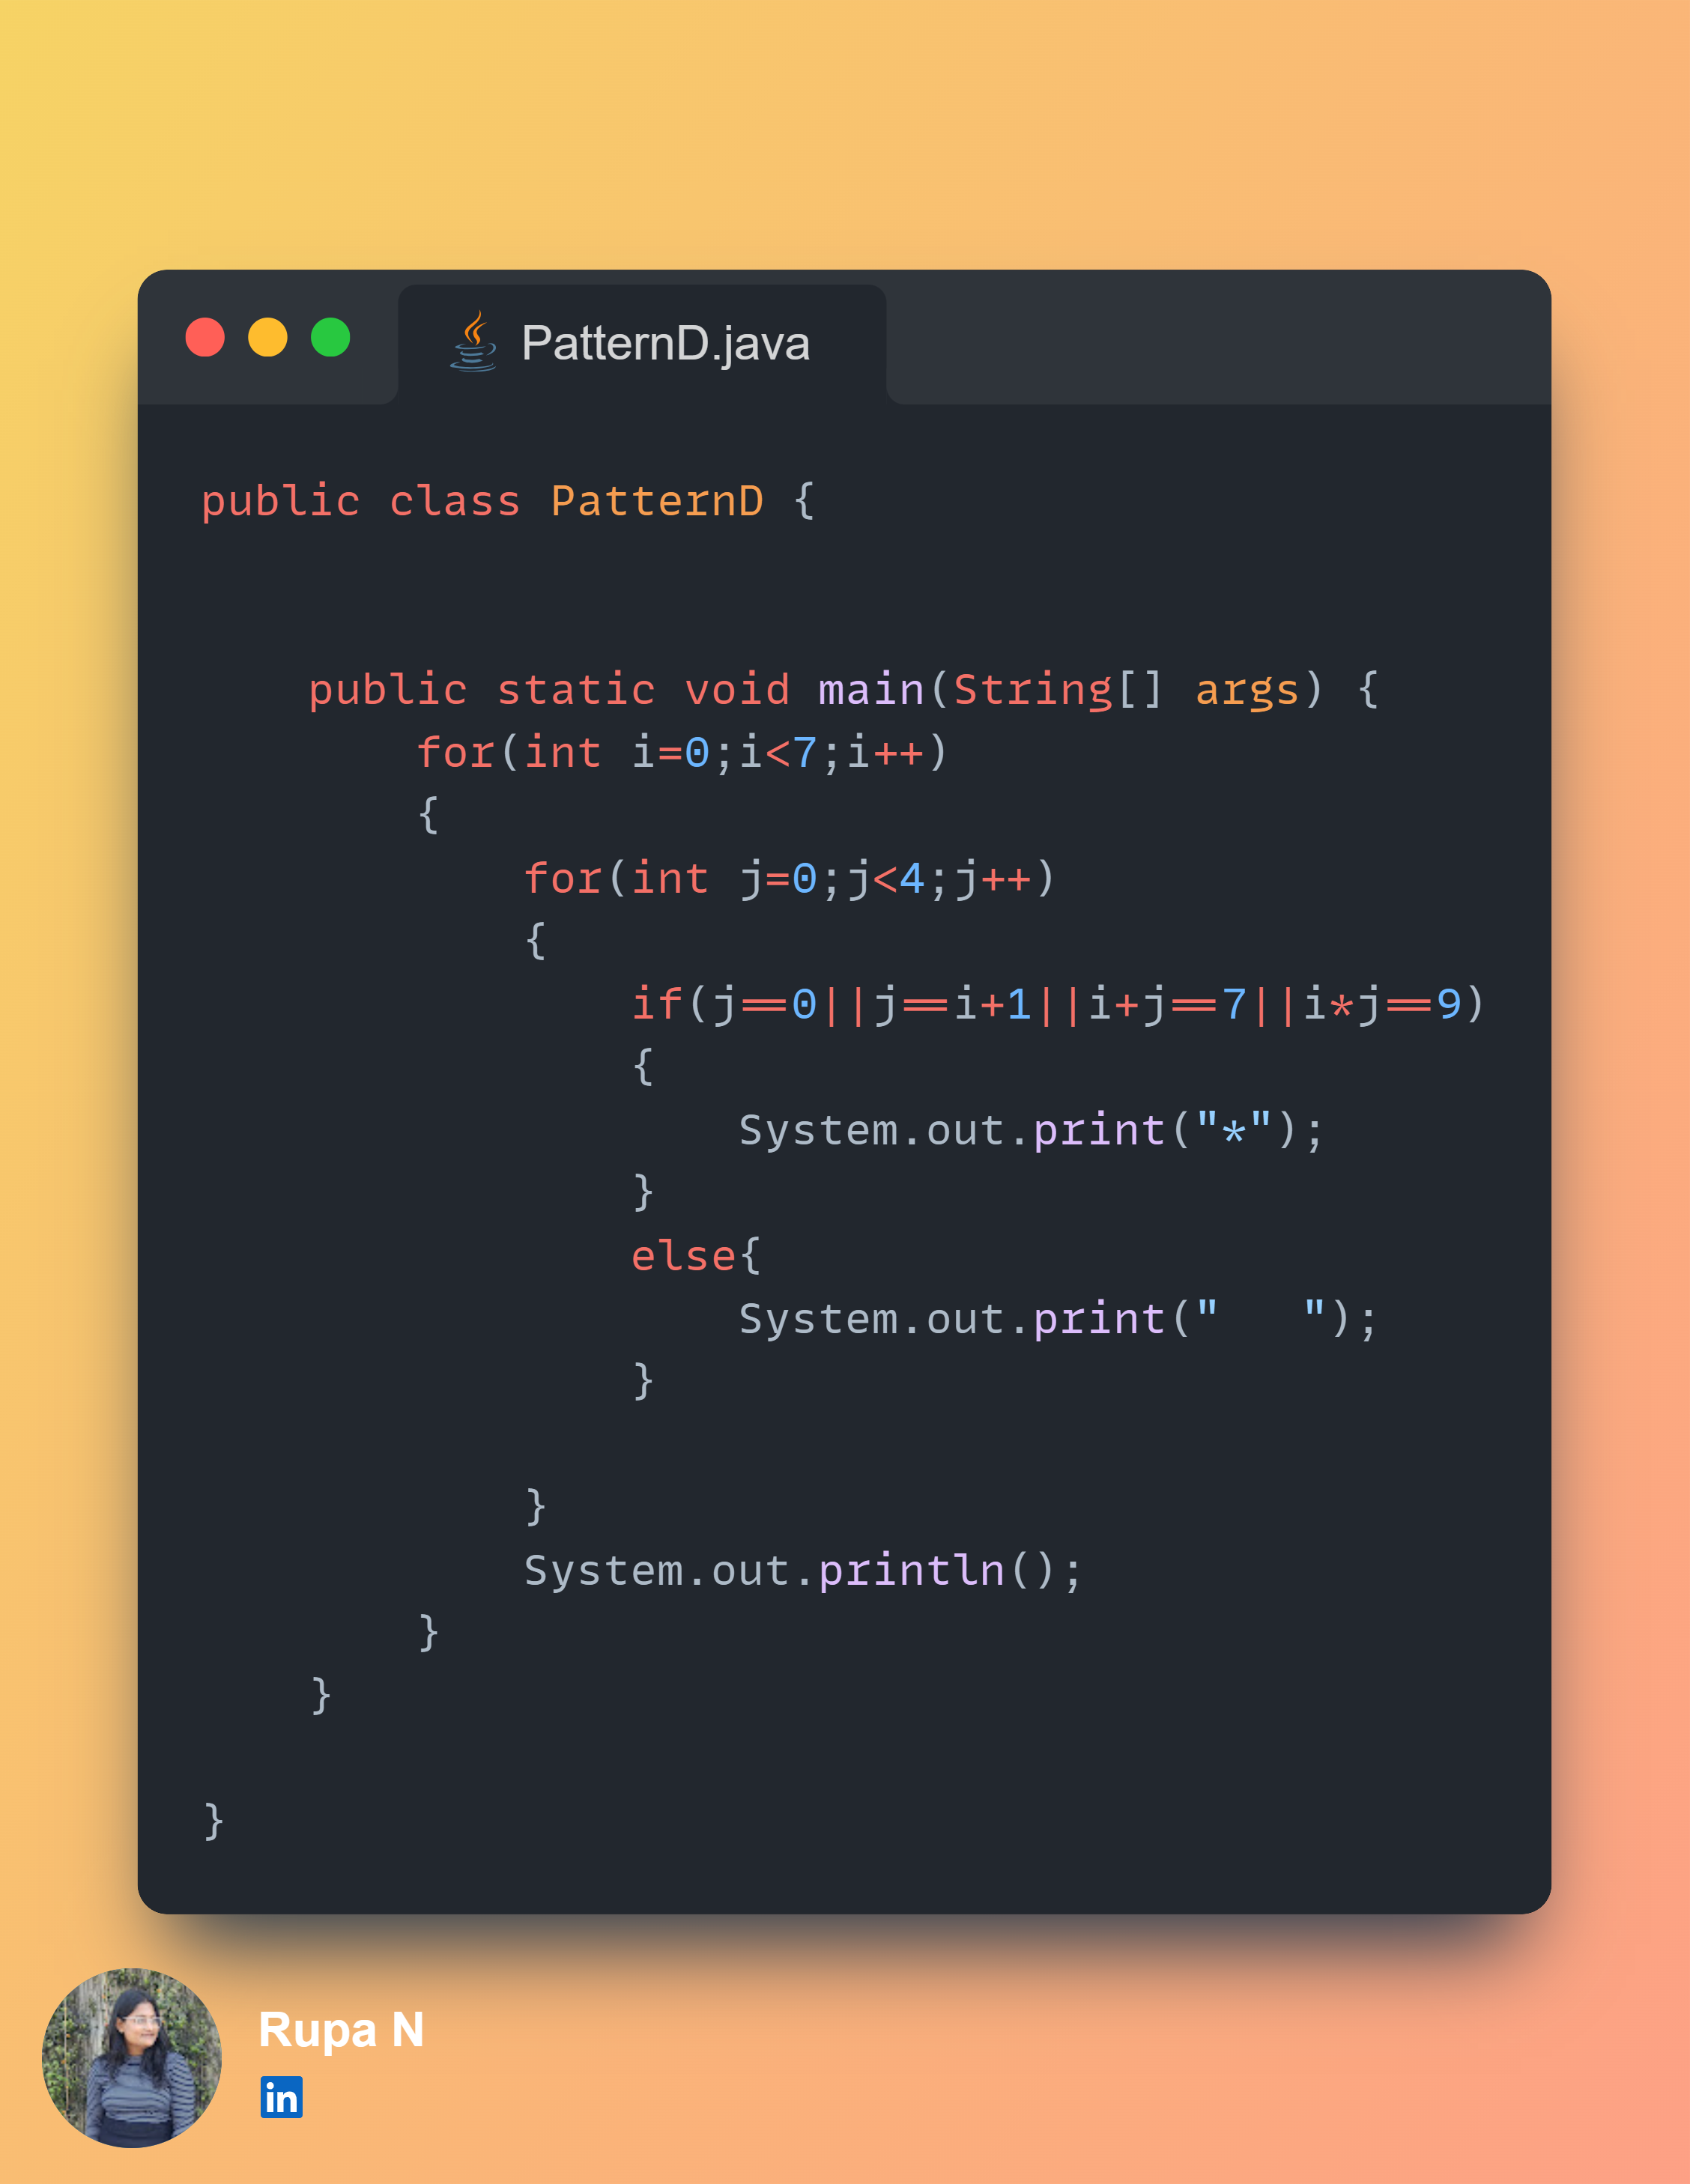 PatternD.java
public class PatternD {
    public static void main(String[] args) {
        for(int i=0;i<7;i++)
        {
            for(int j=0;j<4;j++)
            {
                if(j==0||j==i+1||i+j==7||i*j==9)
                {
                    System.out.print("*");
                }
                else{
                    System.out.print("   ");
                }
            }
            System.out.println();
        }
    }
}
Rupa N
in